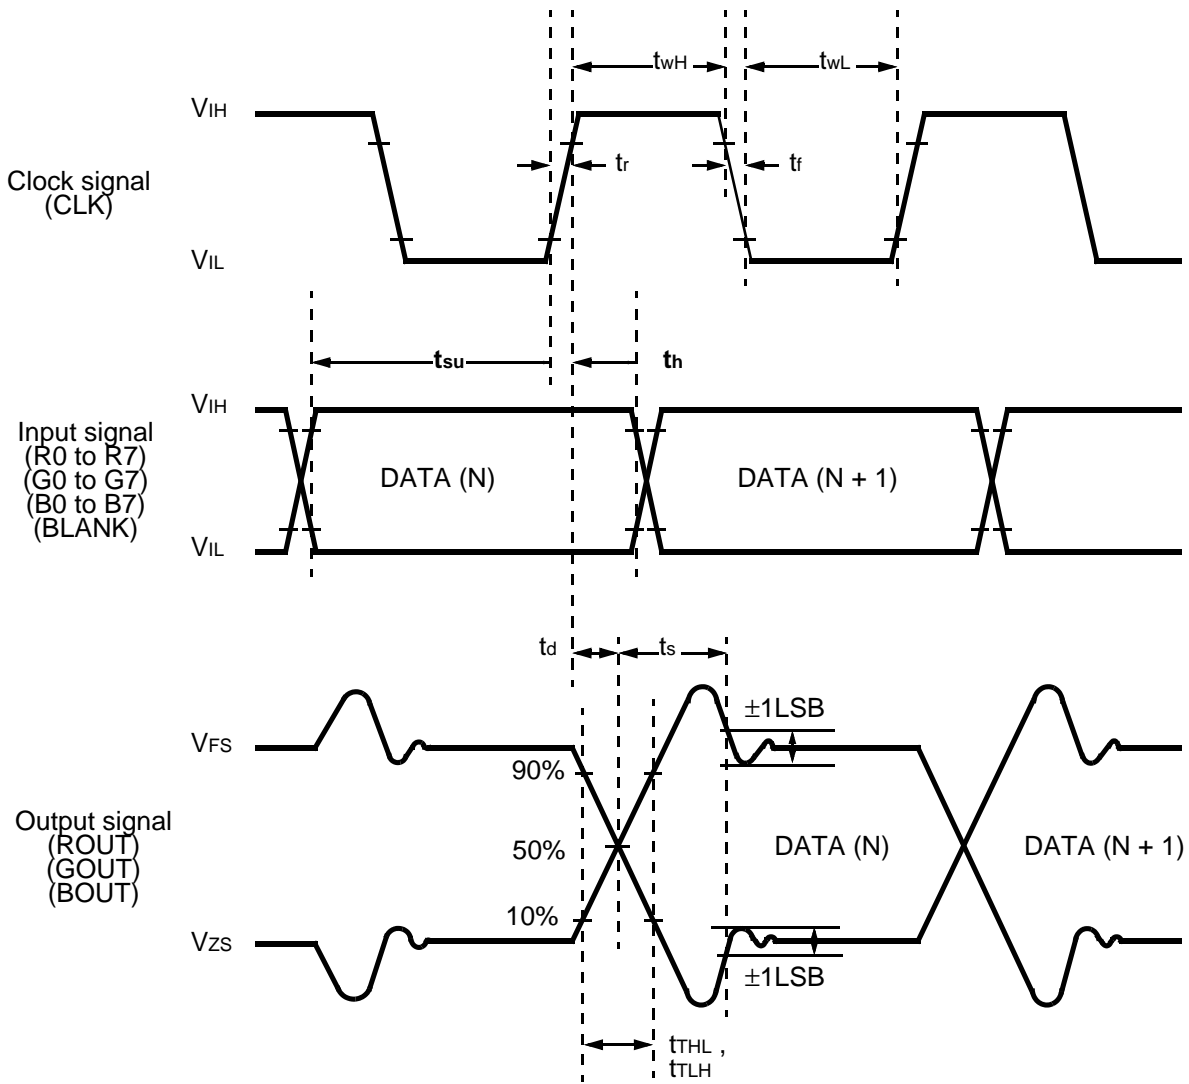 twH
twL
VIH
tr
tf
Clock signal
(CLK)
VIL
tsu
th
VIH
Input signal
(R0 to R7)
(G0 to G7)
(B0 to B7)
(BLANK)
DATA (N)
DATA (N + 1)
VIL
td
ts
±1LSB
VFS
90%
Output signal
(ROUT)
(GOUT)
(BOUT)
50%
DATA (N)
DATA (N + 1)
10%
VZS
±1LSB
tTHL ,
tTLH